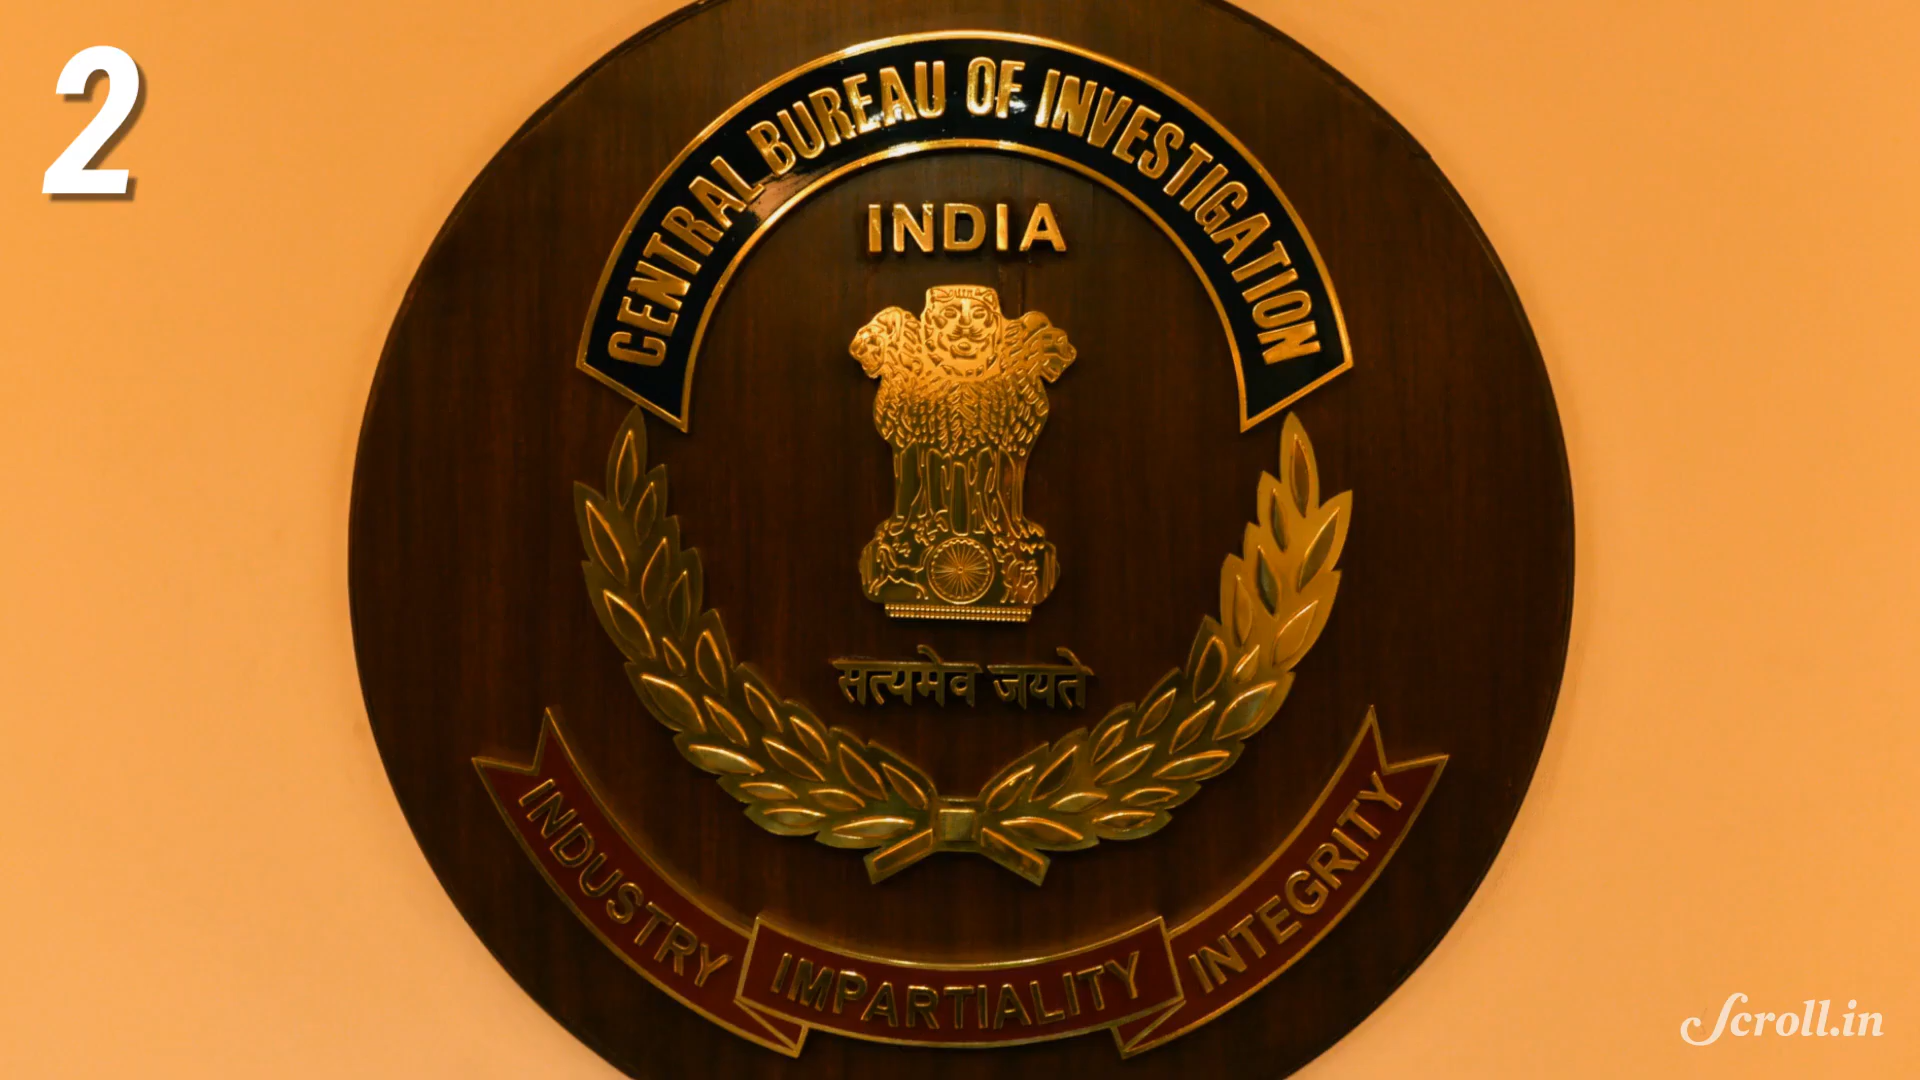 2
CENTRAL BUREAU OF INVESTIGATION
INDIA
सत्यमेव जयते
INDUSTRY IMPARTIALITY INTEGRITY
Scroll.in